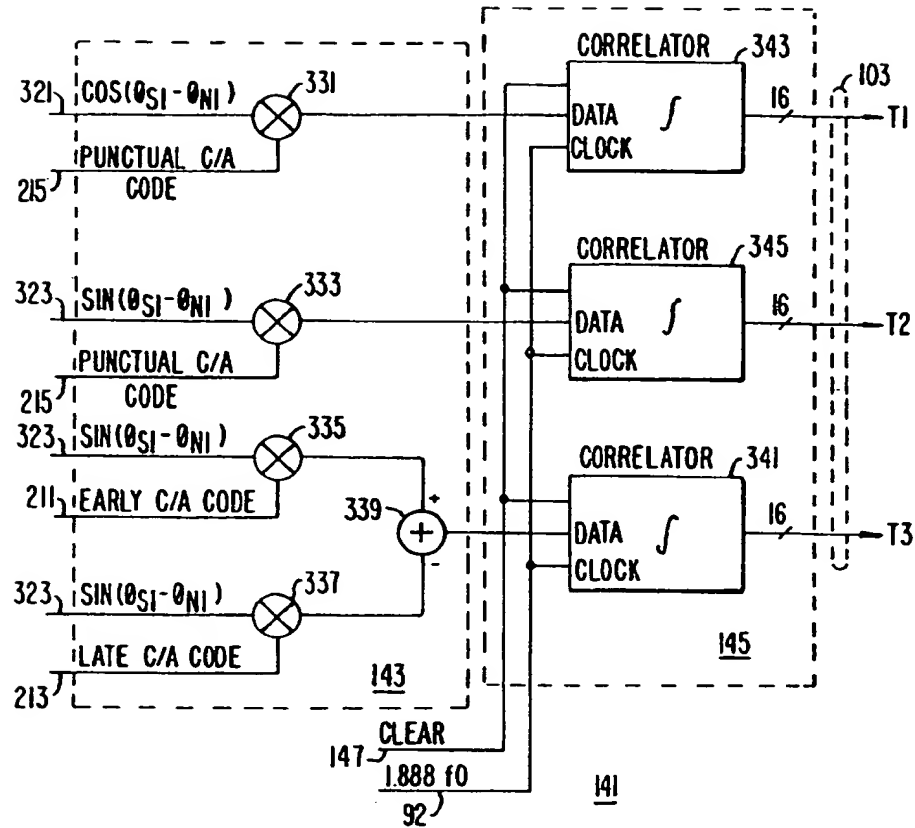 CORRELATOR 343
103
321 COS(θSI-θNI) 331
16
T1
DATA
∫
CLOCK
PUNCTUAL C/A
CODE
215
CORRELATOR 345
323 SIN(θSI-θNI) 333
16
T2
DATA
∫
CLOCK
PUNCTUAL C/A
CODE
215
323 SIN(θSI-θNI) 335
CORRELATOR 341
211 EARLY C/A CODE
339
+
+
-
16
T3
DATA
∫
CLOCK
323 SIN(θSI-θNI) 337
LATE C/A CODE
213
143
145
CLEAR
147
1.888 f0
92
141